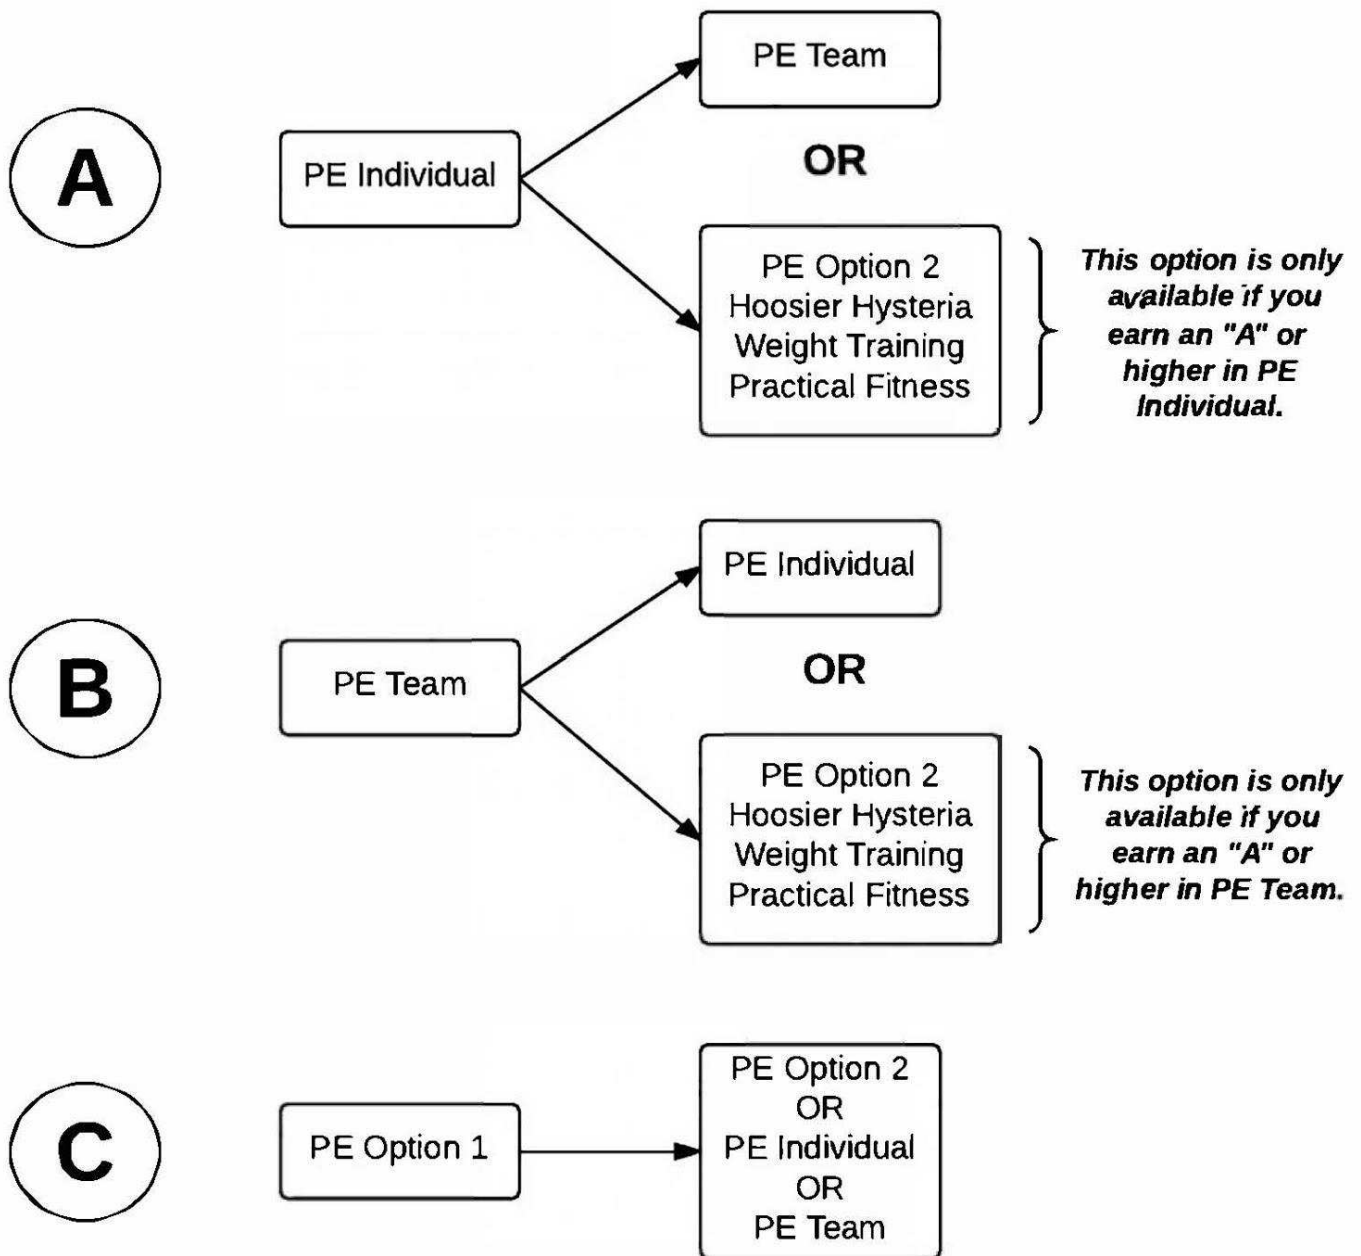 A
PE Individual
PE Team
OR
PE Option 2
Hoosier Hysteria
Weight Training
Practical Fitness
This option is only
available if you
earn an "A" or
higher in PE
Individual.
B
PE Team
PE Individual
OR
PE Option 2
Hoosier Hysteria
Weight Training
Practical Fitness
This option is only
available if you
earn an "A" or
higher in PE Team.
C
PE Option 1
PE Option 2
OR
PE Individual
OR
PE Team